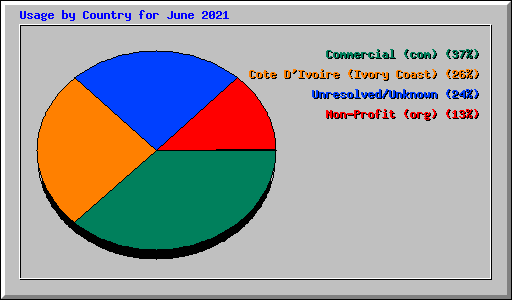 Usage by Country for June 2021
Commercial (com) (37%)
Cote D'Ivoire (Ivory Coast) (26%)
Unresolved/Unknown (24%)
Non-Profit (org) (13%)